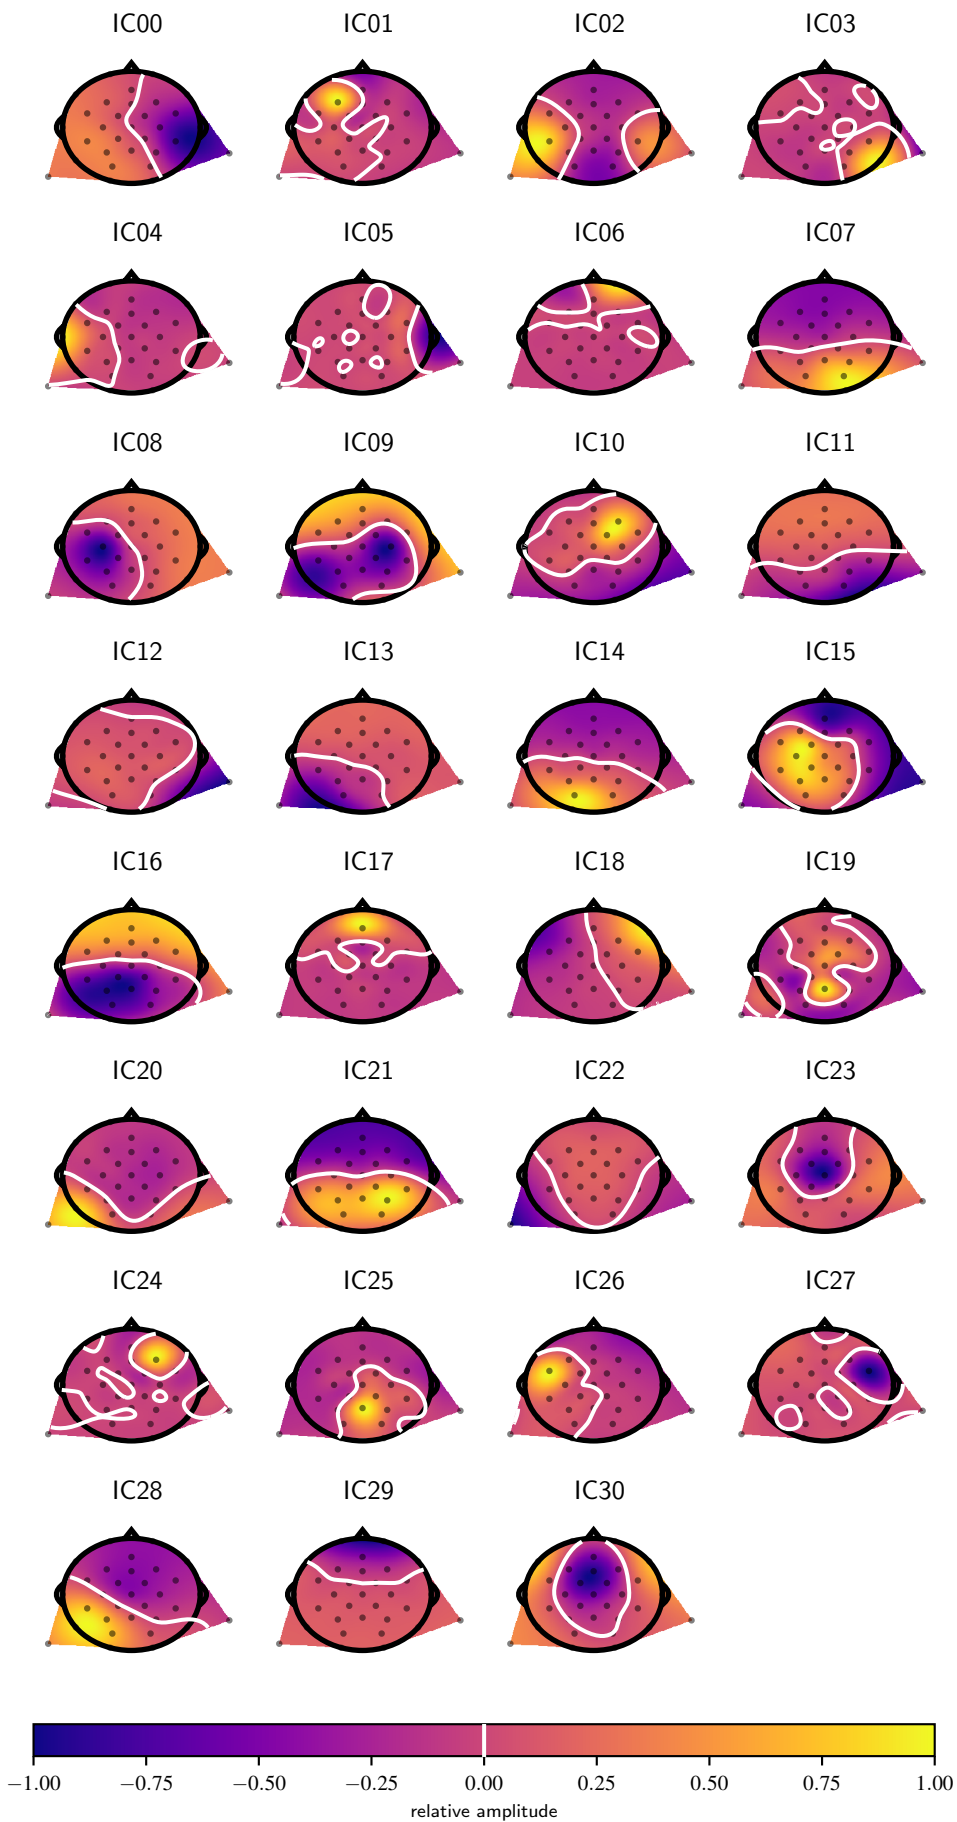 IC00 IC01 IC02 IC03
IC04 IC05 IC06 IC07
IC08 IC09 IC10 IC11
IC12 IC13 IC14 IC15
IC16 IC17 IC18 IC19
IC20 IC21 IC22 IC23
IC24 IC25 IC26 IC27
IC28 IC29 IC30
−1.00 −0.75 −0.50 −0.25 0.00 0.25 0.50 0.75 1.00
relative amplitude